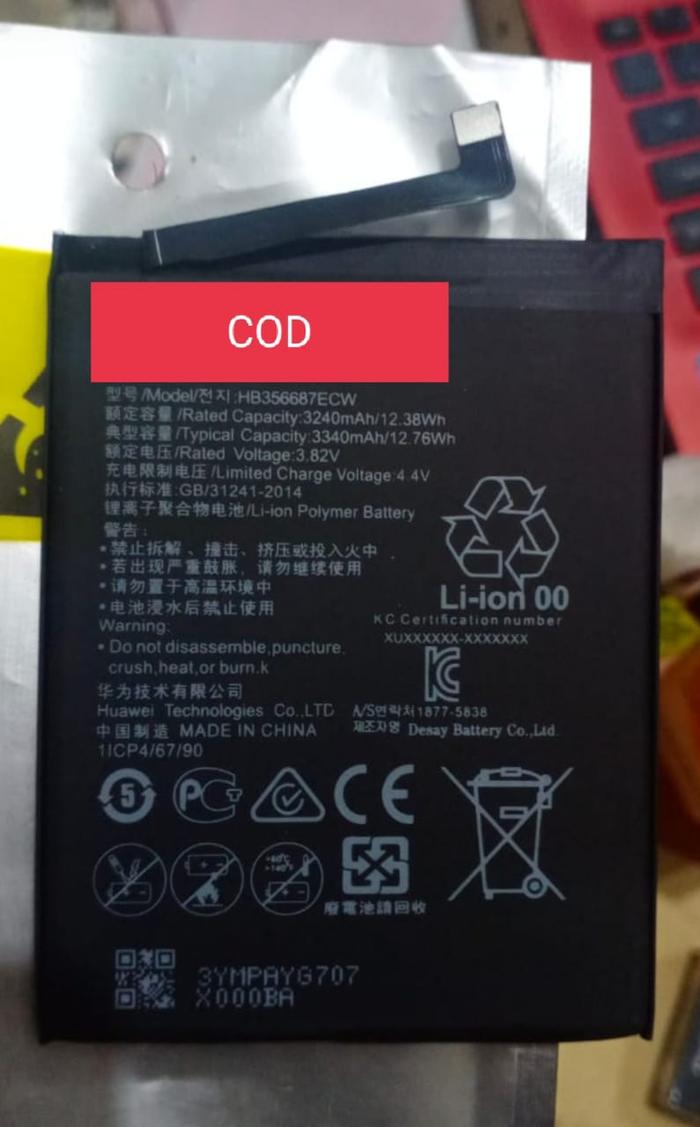 COD
型号/Model/전지:HB356687ECW
额定容量/Rated Capacity:3240mAh/12.38Wh
典型容量/Typical Capacity:3340mAh/12.76Wh
额定电压/Rated Voltage:3.82V
充电限制电压/Limited Charge Voltage:4.4V
执行标准:GB/31241-2014
锂离子聚合物电池/Li-ion Polymer Battery
警告:
•禁止拆解、撞击、挤压或投入火中
•若出现严重鼓胀，请勿继续使用
•请勿置于高温环境中
•电池浸水后禁止使用
Li-ion 00
KC Certification number
XUXXXXXX-XXXXXXX
Warning:
•Do not disassemble,puncture.
crush,heat,or burn.k
华为技术有限公司
Huawei Technologies Co.,LTD
中国制造 MADE IN CHINA
1ICP4/67/90
A/S연락처1877-5838
제조자명 Desay Battery Co.,Ltd.
5
CE
+60°C
+140°F
廢電池請回收
3YMPAYG707
X000BA